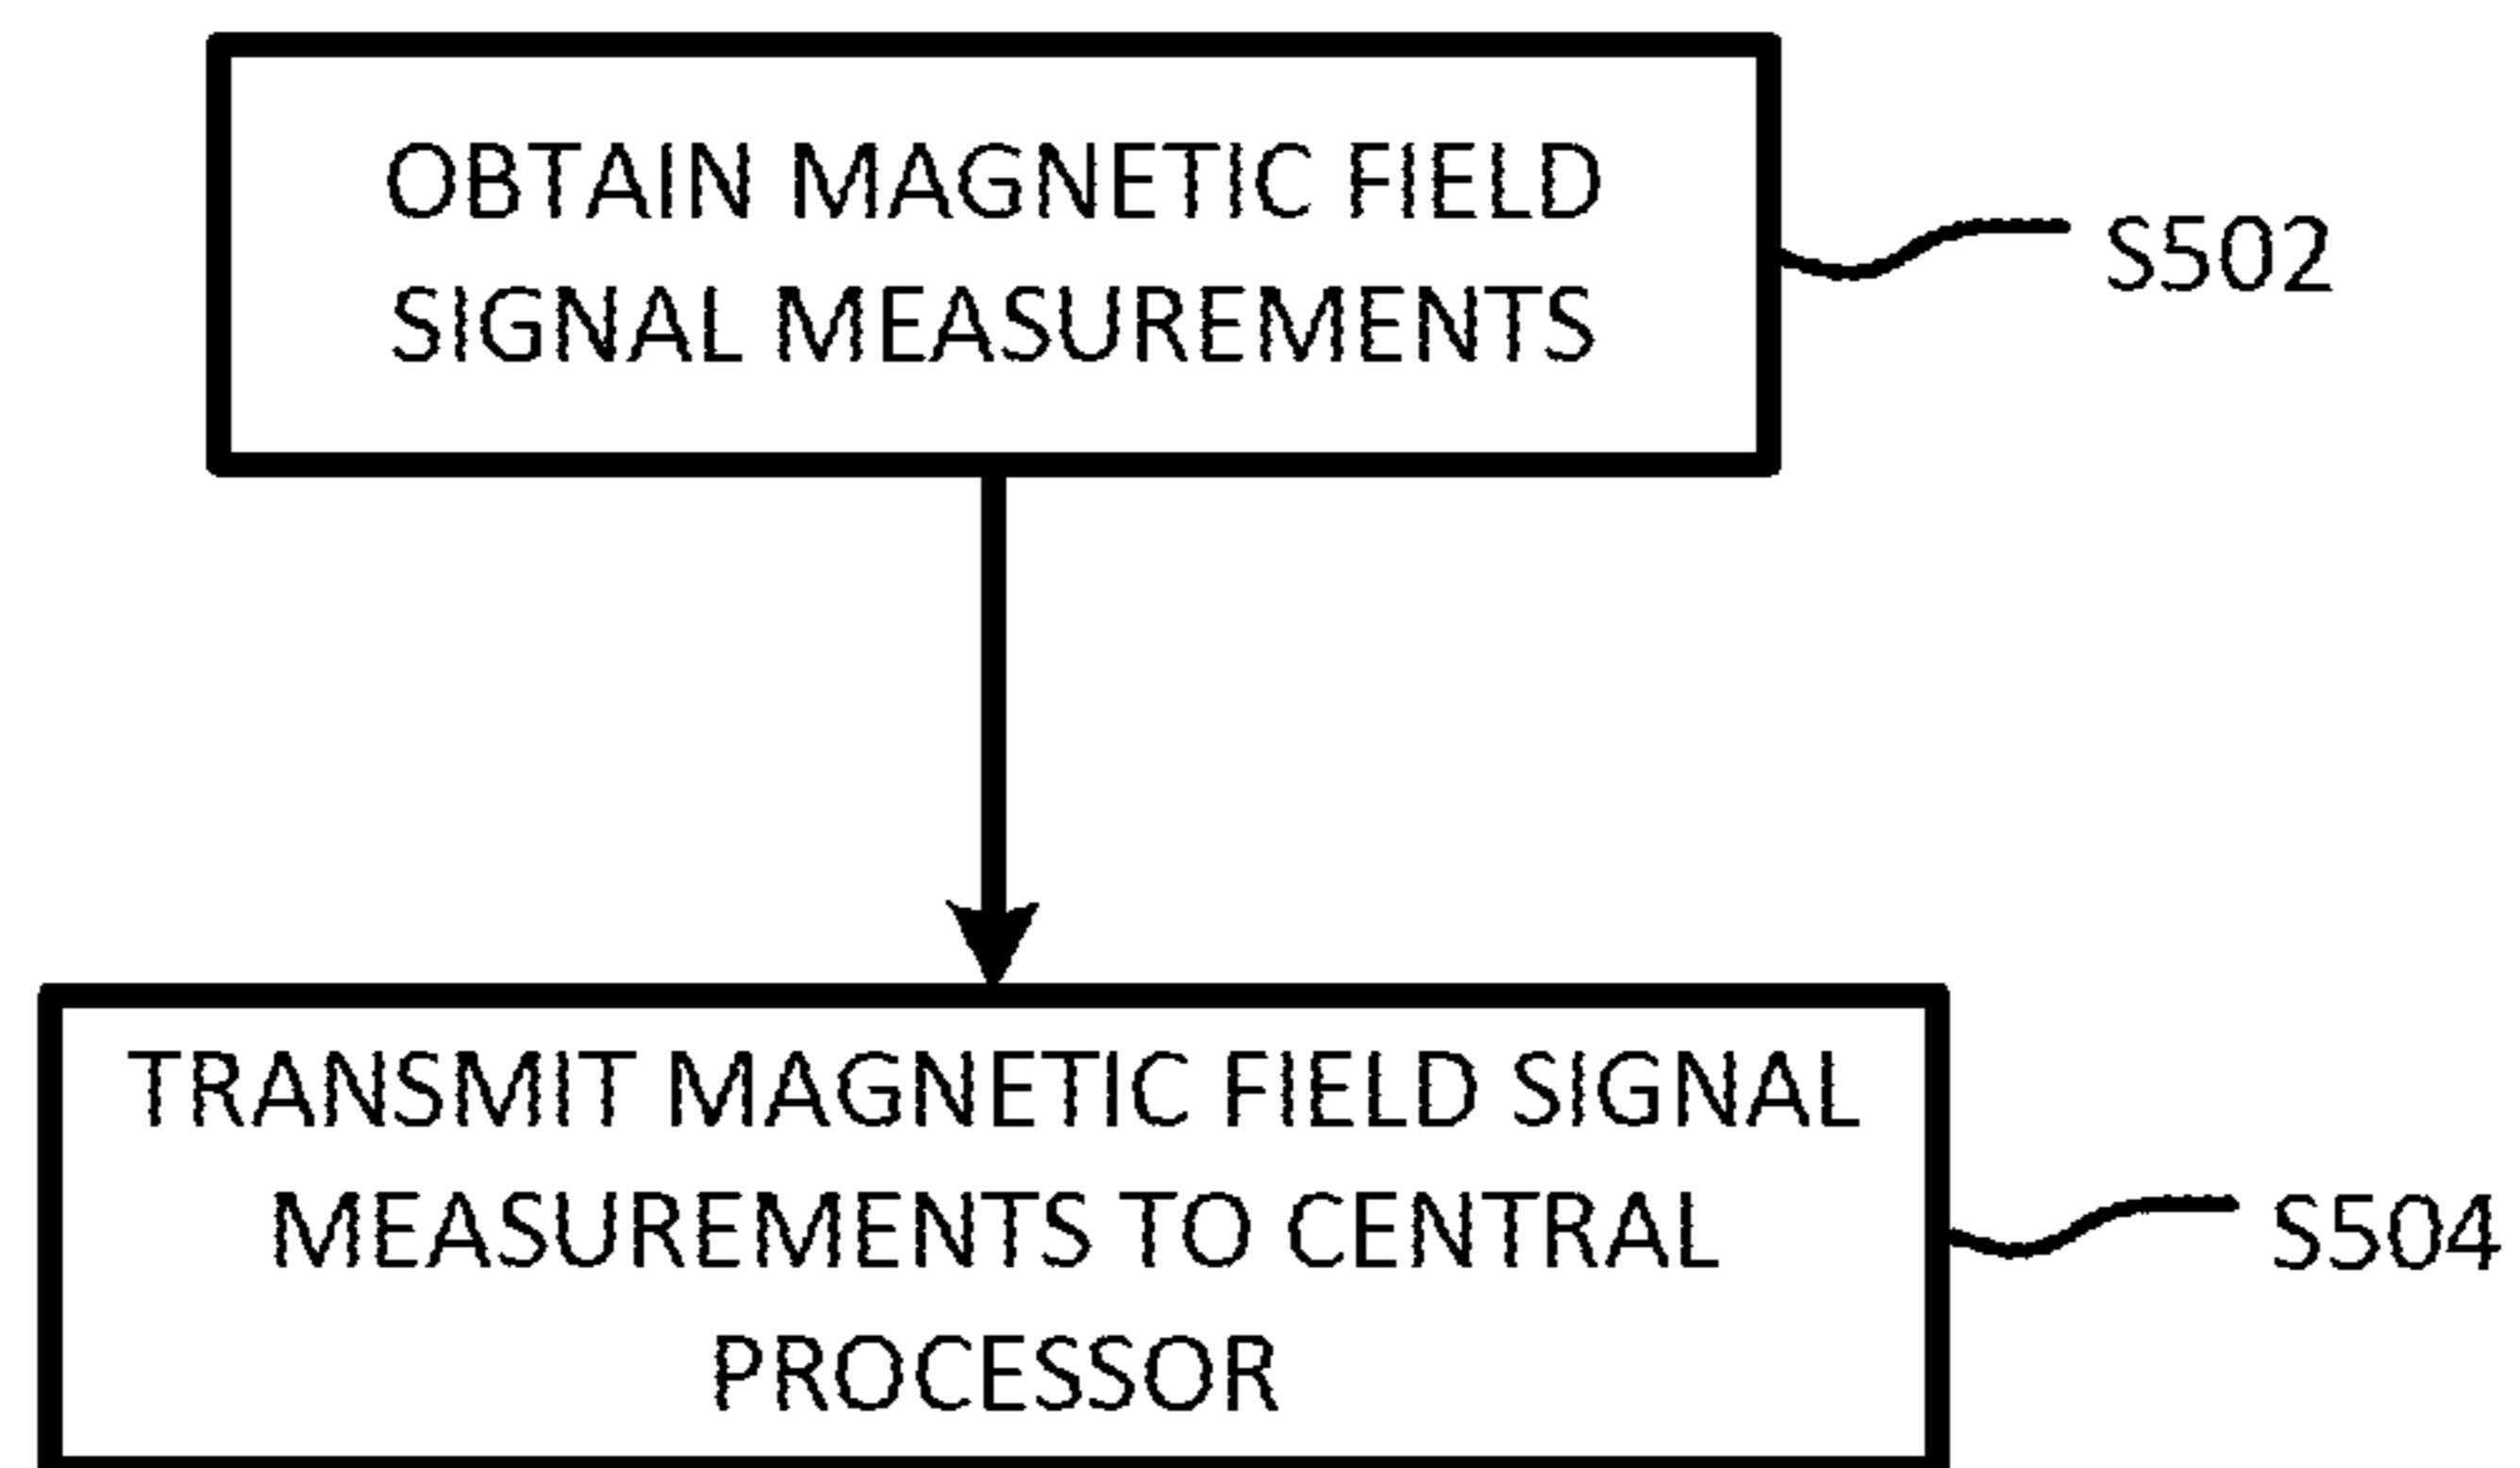 OBTAIN MAGNETIC FIELD
SIGNAL MEASUREMENTS
S502
TRANSMIT MAGNETIC FIELD SIGNAL
MEASUREMENTS TO CENTRAL
PROCESSOR
S504